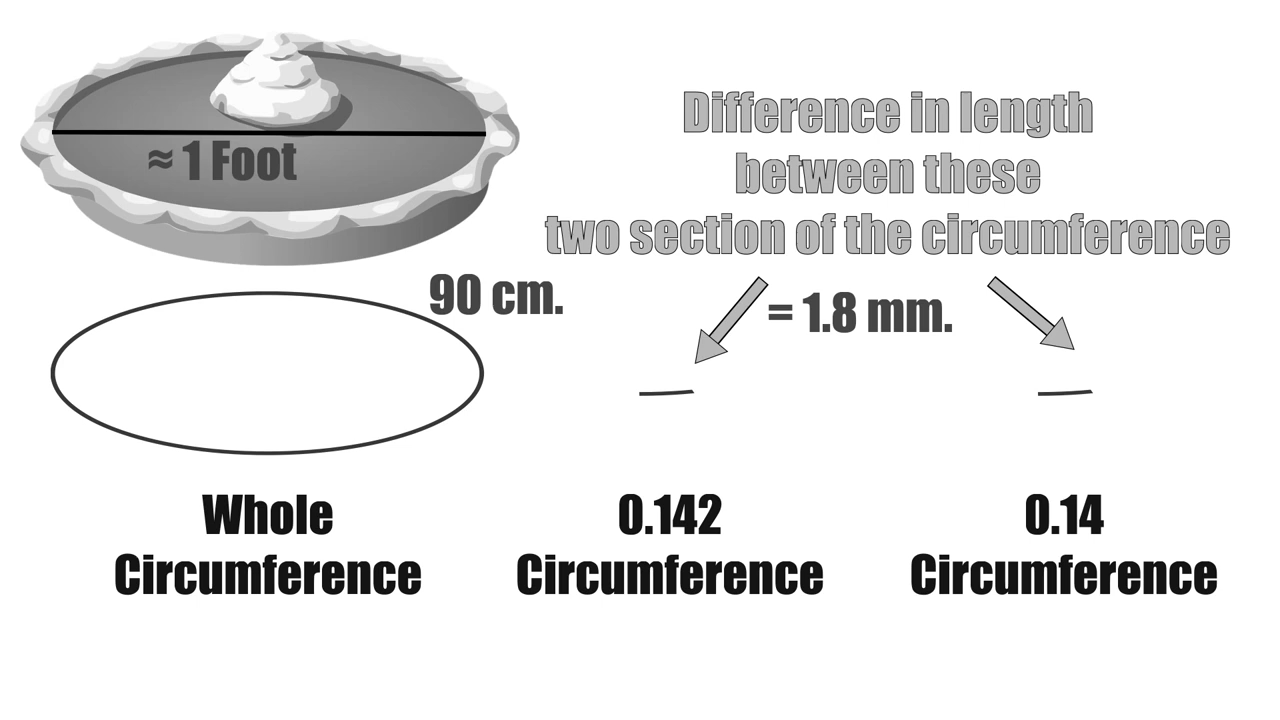 ≈ 1 Foot
Difference in length
between these
two section of the circumference
90 cm.
= 1.8 mm.
Whole
Circumference
0.142
Circumference
0.14
Circumference